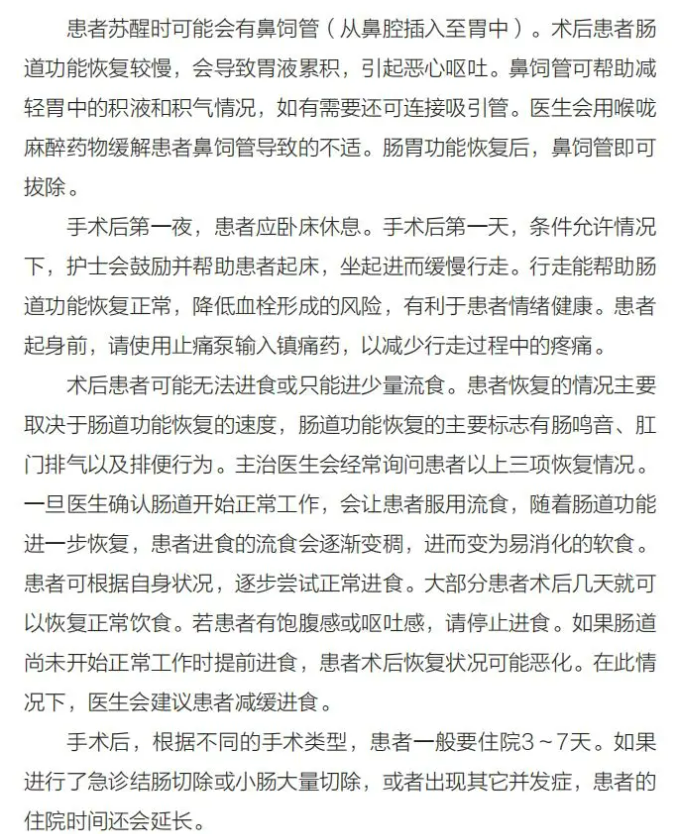 患者苏醒时可能会有鼻饲管（从鼻腔插入至胃中）。术后患者肠
道功能恢复较慢，会导致胃液累积，引起恶心呕吐。鼻饲管可帮助减
轻胃中的积液和积气情况，如有需要还可连接吸引管。医生会用喉咙
麻醉药物缓解患者鼻饲管导致的不适。肠胃功能恢复后，鼻饲管即可
拔除。
手术后第一夜，患者应卧床休息。手术后第一天，条件允许情况
下，护士会鼓励并帮助患者起床，坐起进而缓慢行走。行走能帮助肠
道功能恢复正常，降低血栓形成的风险，有利于患者情绪健康。患者
起身前，请使用止痛泵输入镇痛药，以减少行走过程中的疼痛。
术后患者可能无法进食或只能进少量流食。患者恢复的情况主要
取决于肠道功能恢复的速度，肠道功能恢复的主要标志有肠鸣音、肛
门排气以及排便行为。主治医生会经常询问患者以上三项恢复情况。
一旦医生确认肠道开始正常工作，会让患者服用流食，随着肠道功能
进一步恢复，患者进食的流食会逐渐变稠，进而变为易消化的软食。
患者可根据自身状况，逐步尝试正常进食。大部分患者术后几天就可
以恢复正常饮食。若患者有饱腹感或呕吐感，请停止进食。如果肠道
尚未开始正常工作时提前进食，患者术后恢复状况可能恶化。在此情
况下，医生会建议患者减缓进食。
手术后，根据不同的手术类型，患者一般要住院3～7天。如果
进行了急诊结肠切除或小肠大量切除，或者出现其它并发症，患者的
住院时间还会延长。